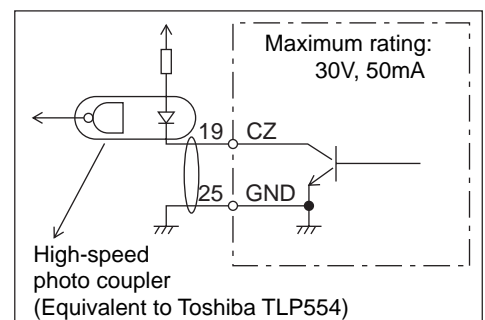 Maximum rating:
30V, 50mA
19 CZ
25 GND
High-speed
photo coupler
(Equivalent to Toshiba TLP554)